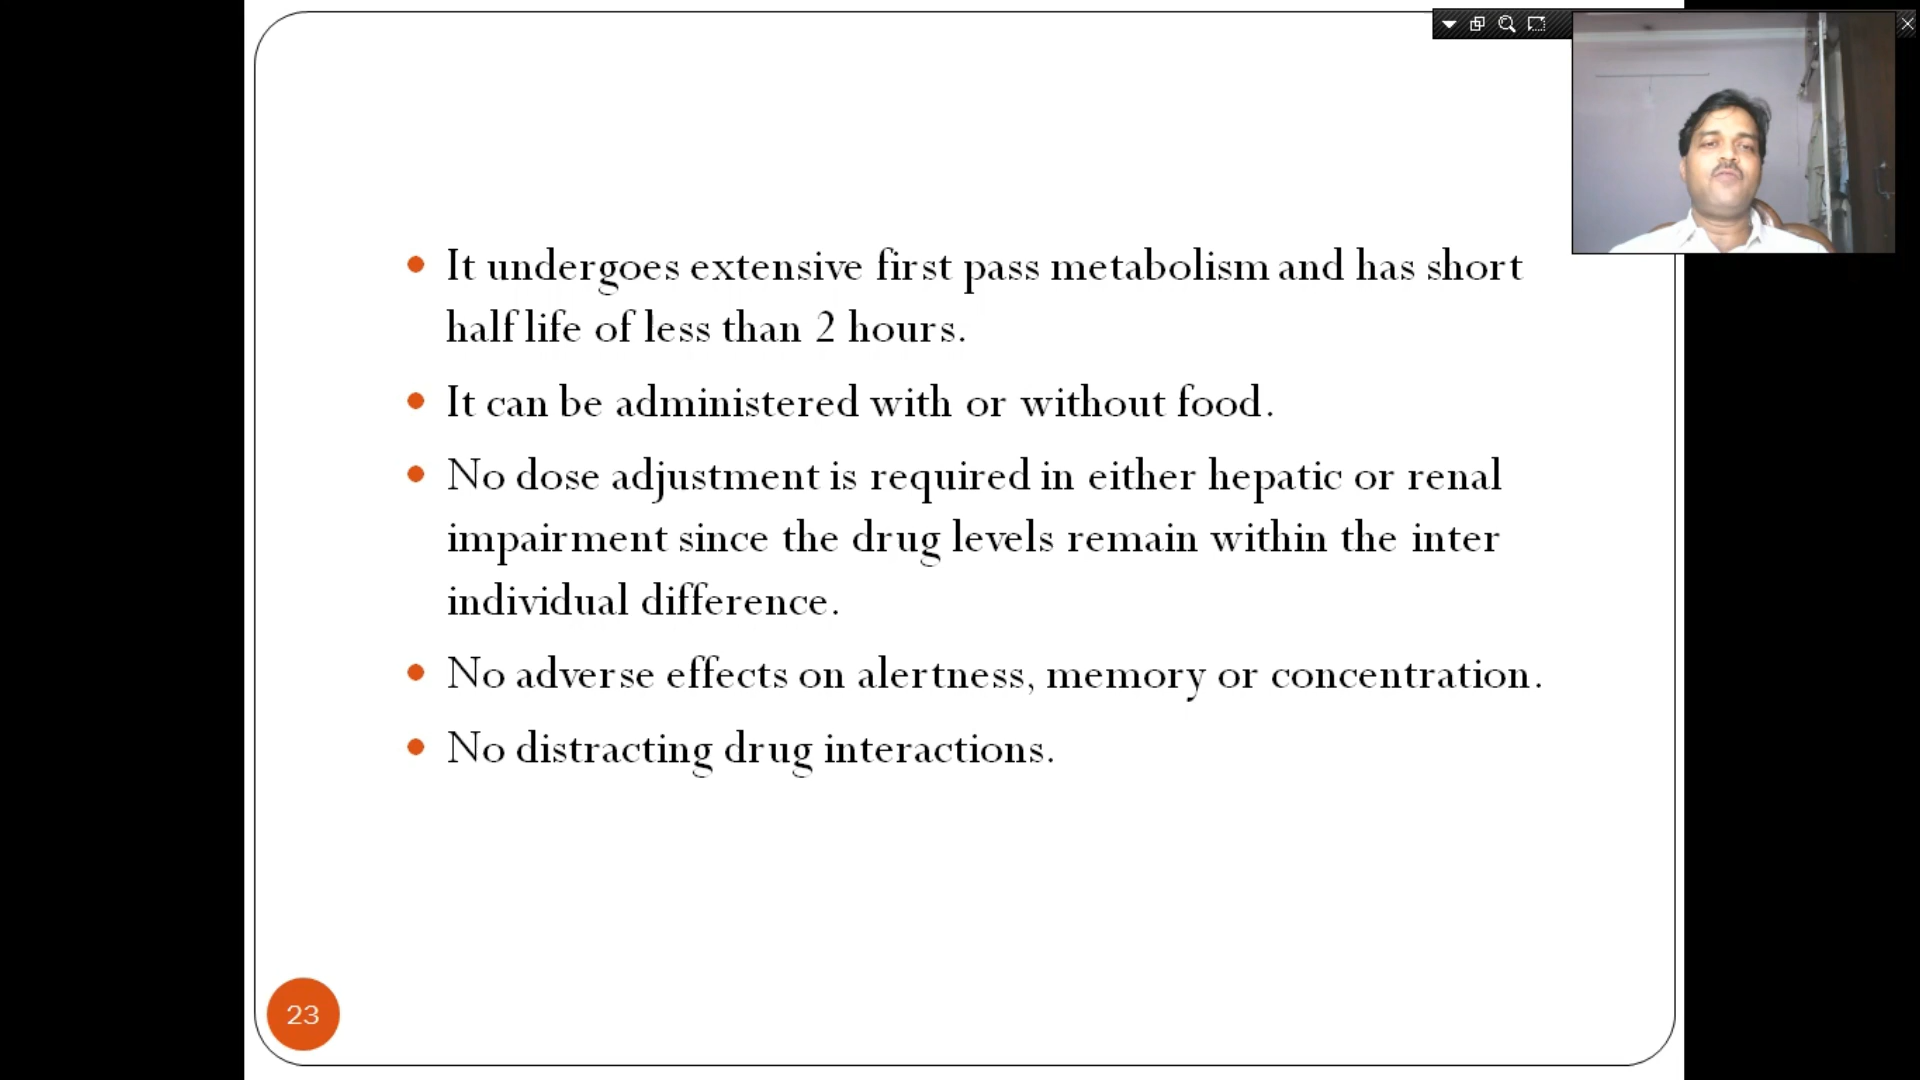 It undergoes extensive first pass metabolism and has short
half life of less than 2 hours.
It can be administered with or without food.
No dose adjustment is required in either hepatic or renal
impairment since the drug levels remain within the inter
individual difference.
No adverse effects on alertness, memory or concentration.
No distracting drug interactions.
23